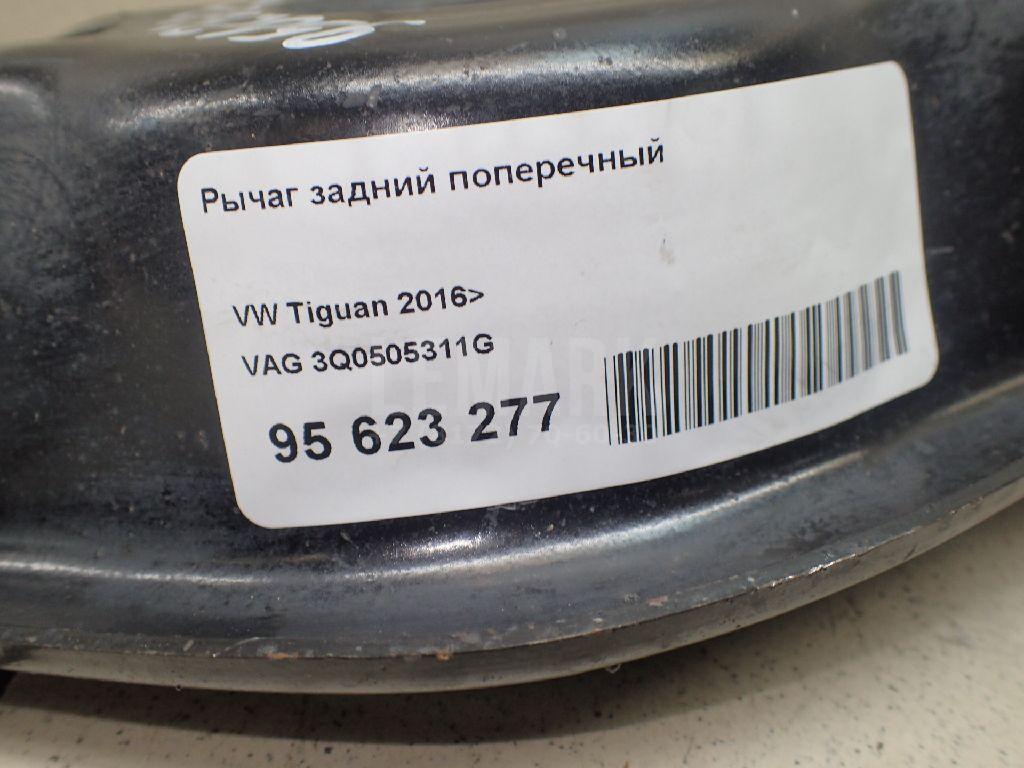 Рычаг задний поперечный
VW Tiguan 2016>
VAG 3Q0505311G
95 623 277